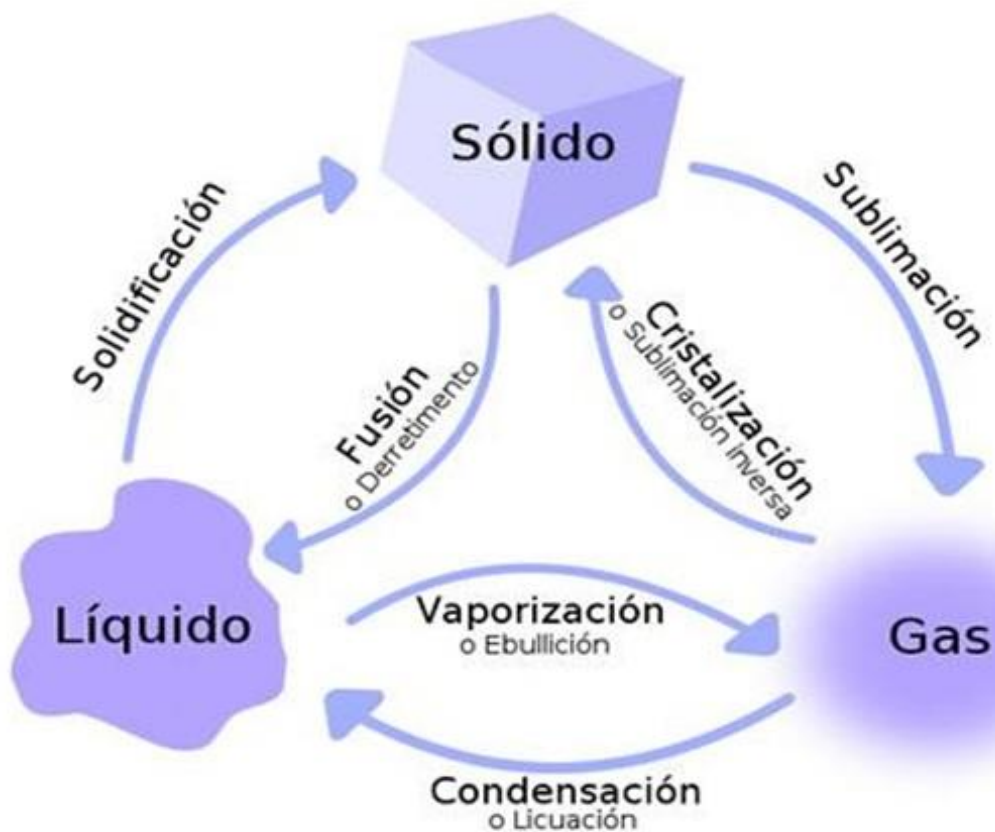 Sólido
Solidificación
Sublimación
Fusión
o Derretimento
Cristalización
o Sublimación inversa
Líquido
Vaporización
o Ebullición
Gas
Condensación
o Licuación